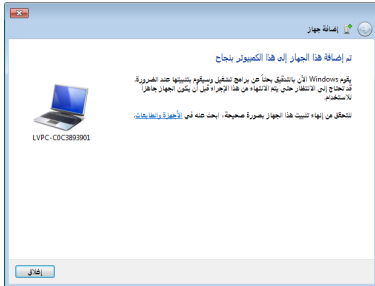 إضافة جهاز
تم إضافة هذا الجهاز إلى هذا الكمبيوتر بنجاح
يقوم Windows الآن بالتدقيق بحثاً عن برامج تشغيل وسيقوم بتثبيتها عند الضرورة.
قد تحتاج إلى الانتظار حتى يتم الانتهاء من هذا الإجراء قبل أن يكون الجهاز جاهزاً
للاستخدام.
للتحقق من إنهاء تثبيت هذا الجهاز بصورة صحيحة، ابحث عنه في الأجهزة والطابعات.
LVPC-C0C3893901
إغلاق